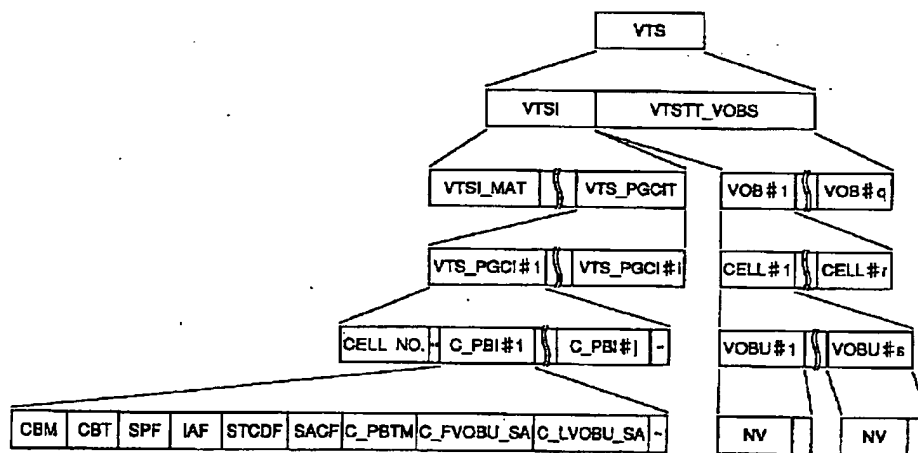 VTS
VTSI VTSTT_VOBS
VTSI_MAT VTS_PGCIT VOB#1 VOB#q
VTS_PGCI#1 VTS_PGCI#i CELL#1 CELL#r
CELL NO. -- C_PBI#1 C_PBI#j - VOBU#1 VOBU#s
CBM CBT SPF IAF STCDF SACF C_PBTM C_FVOBU_SA C_LVOBU_SA - NV NV